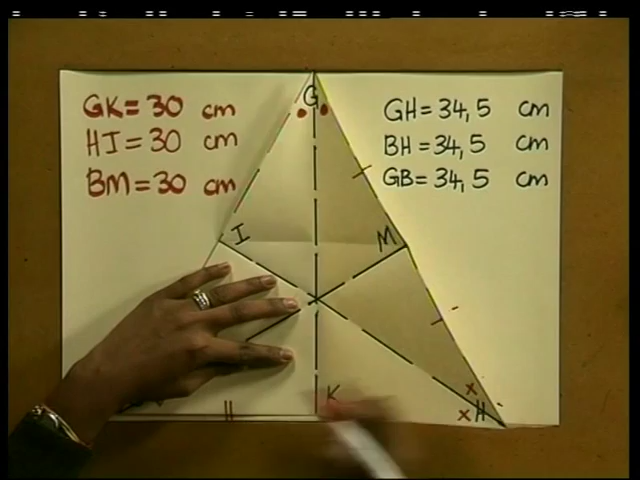 GK = 30 cm
HI = 30 cm
BM = 30 cm
GH = 34,5 cm
BH = 34,5 cm
GB = 34,5 cm
G
I
M
K
H